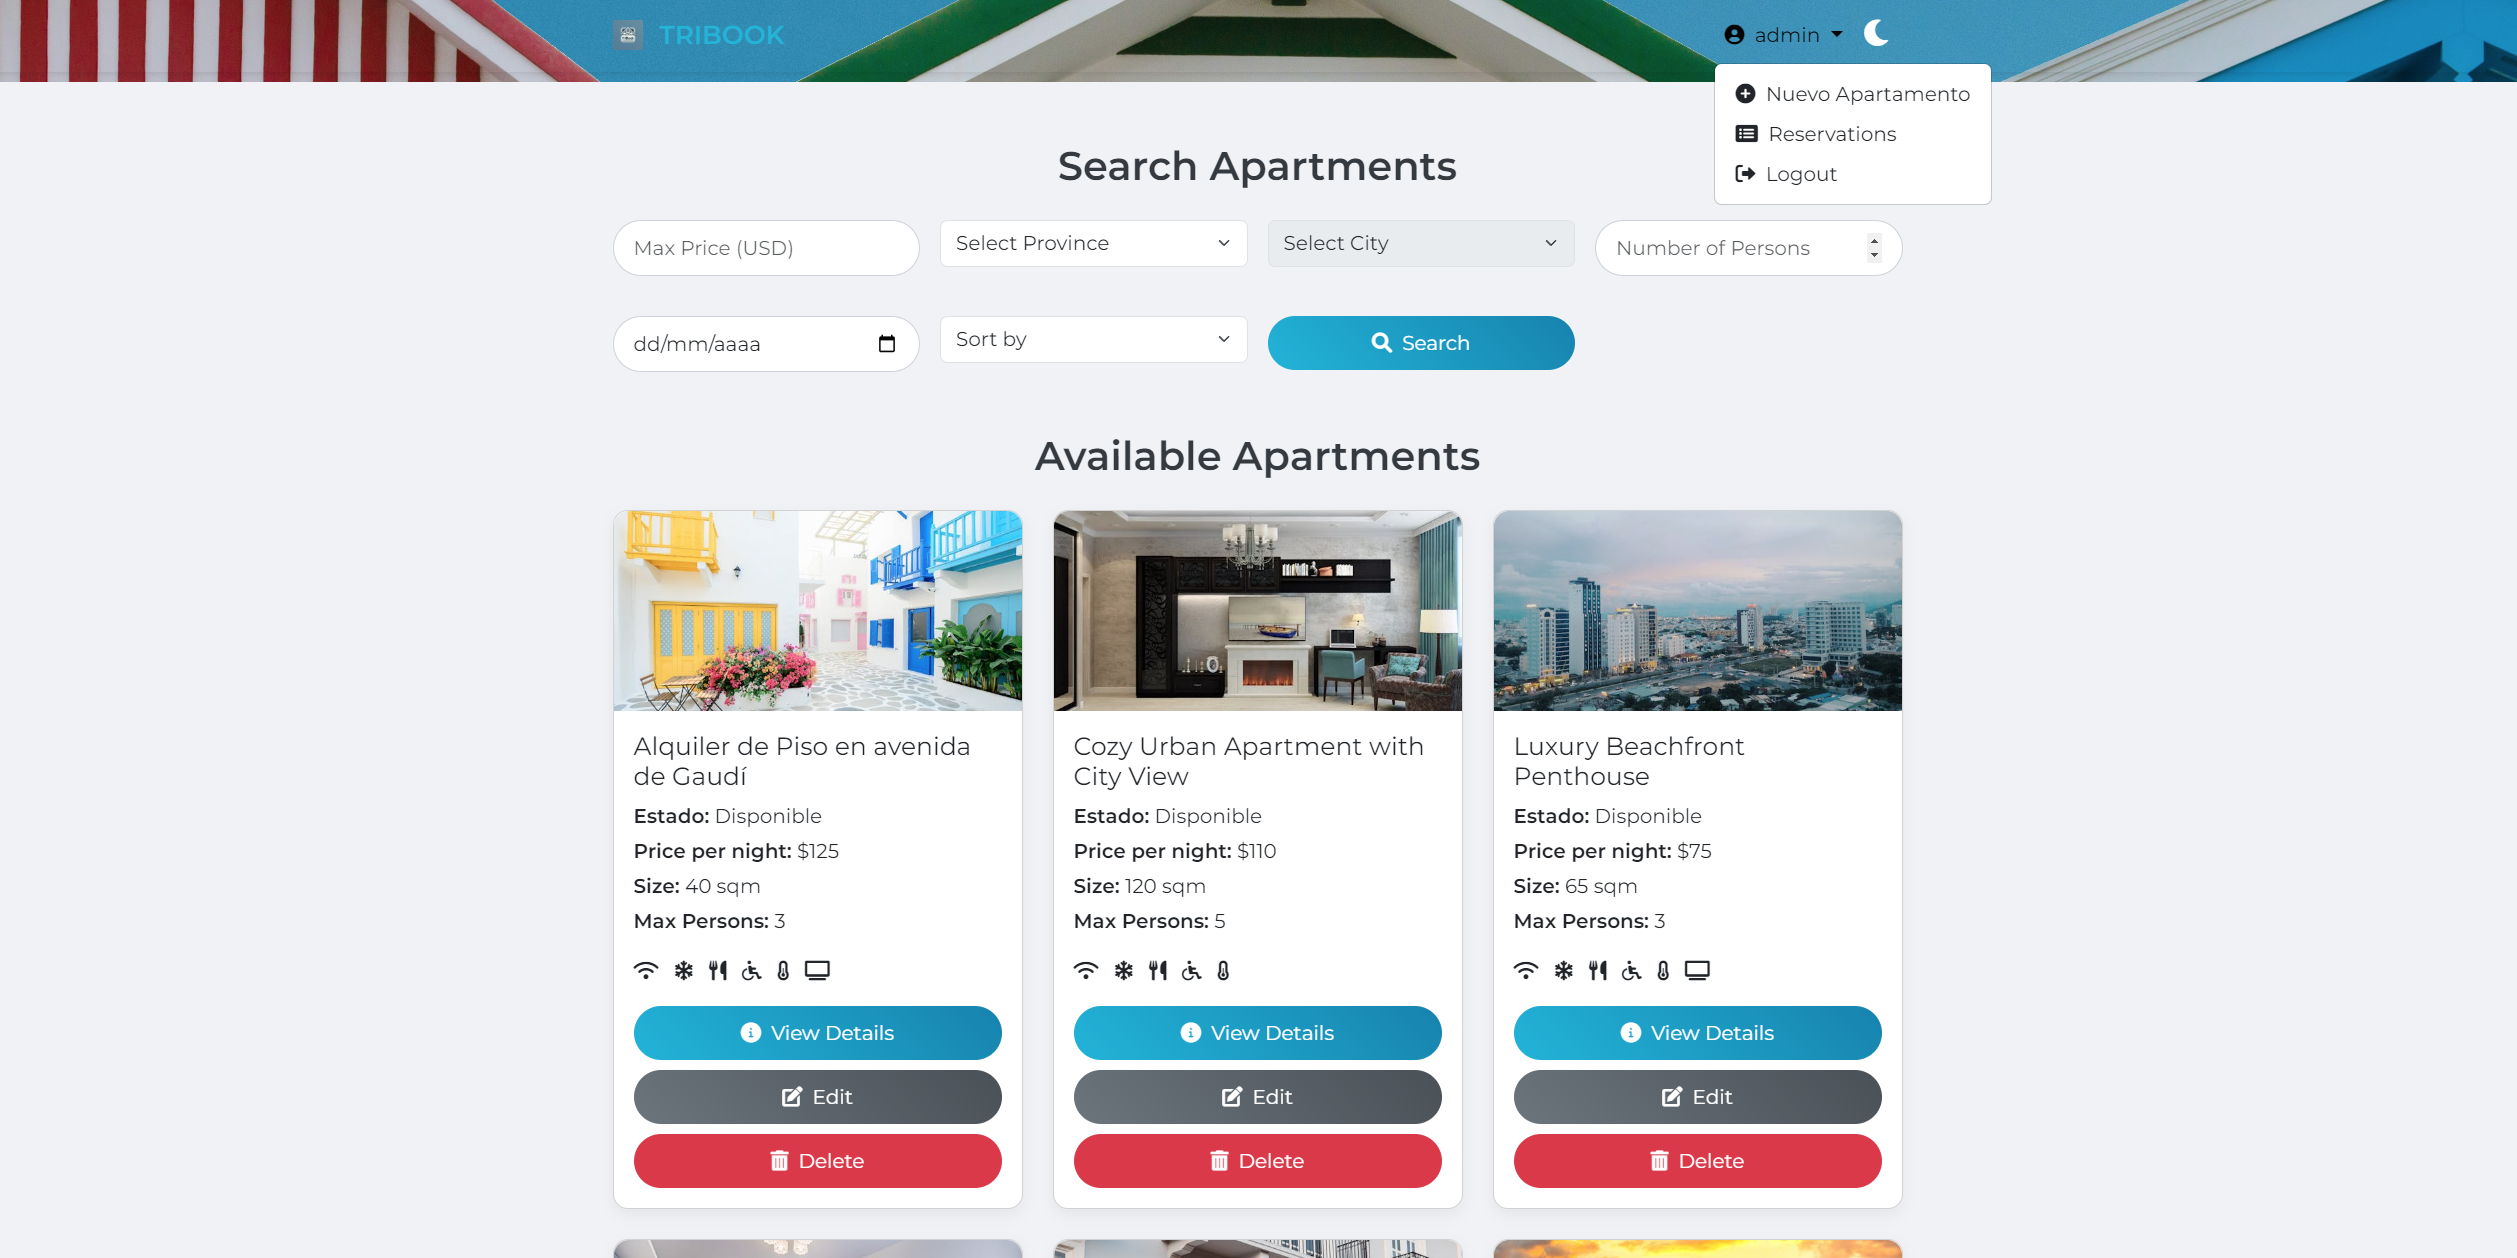 TRIBOOK
admin
Nuevo Apartamento
Reservations
Logout
Search Apartments
Max Price (USD)
Select Province
Select City
Number of Persons
dd/mm/aaaa
Sort by
Search
Available Apartments
Alquiler de Piso en avenida
de Gaudí
Estado: Disponible
Price per night: $125
Size: 40 sqm
Max Persons: 3
View Details
Edit
Delete
Cozy Urban Apartment with
City View
Estado: Disponible
Price per night: $110
Size: 120 sqm
Max Persons: 5
View Details
Edit
Delete
Luxury Beachfront
Penthouse
Estado: Disponible
Price per night: $75
Size: 65 sqm
Max Persons: 3
View Details
Edit
Delete